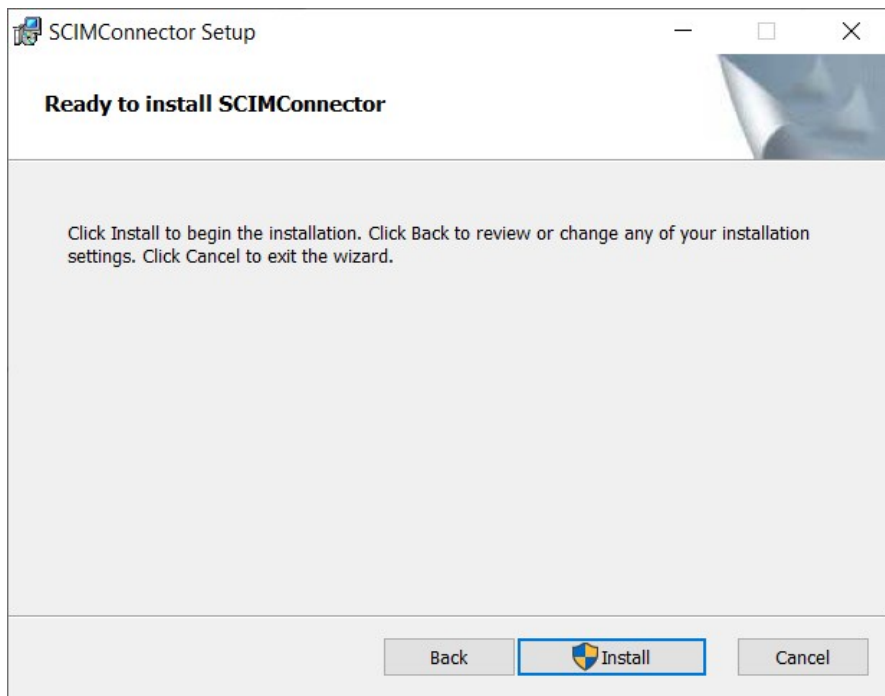 SCIMConnector Setup
Ready to install SCIMConnector
Click Install to begin the installation. Click Back to review or change any of your installation
settings. Click Cancel to exit the wizard.
Back
Install
Cancel